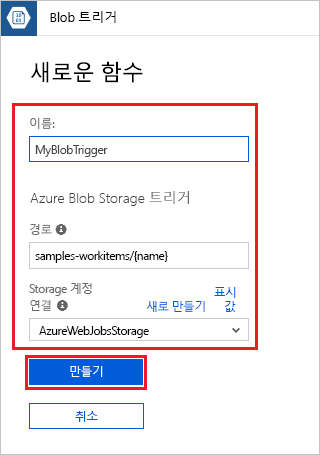 Blob 트리거
새로운 함수
이름:
MyBlobTrigger
Azure Blob Storage 트리거
경로
samples-workitems/{name}
Storage 계정 표시
연결 새로 만들기 값
AzureWebJobsStorage
만들기
취소